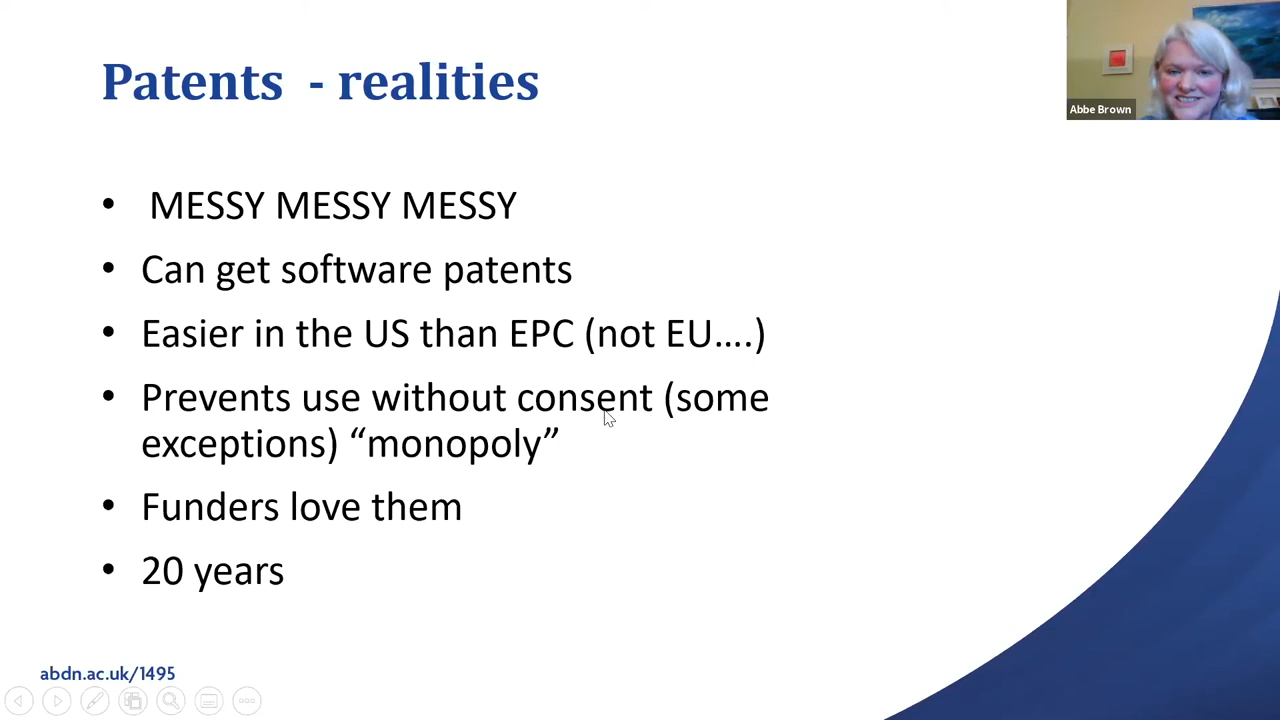 Patents - realities
Abbe Brown
• MESSY MESSY MESSY
• Can get software patents
• Easier in the US than EPC (not EU....)
• Prevents use without consent (some
exceptions) “monopoly”
• Funders love them
• 20 years
abdn.ac.uk/1495